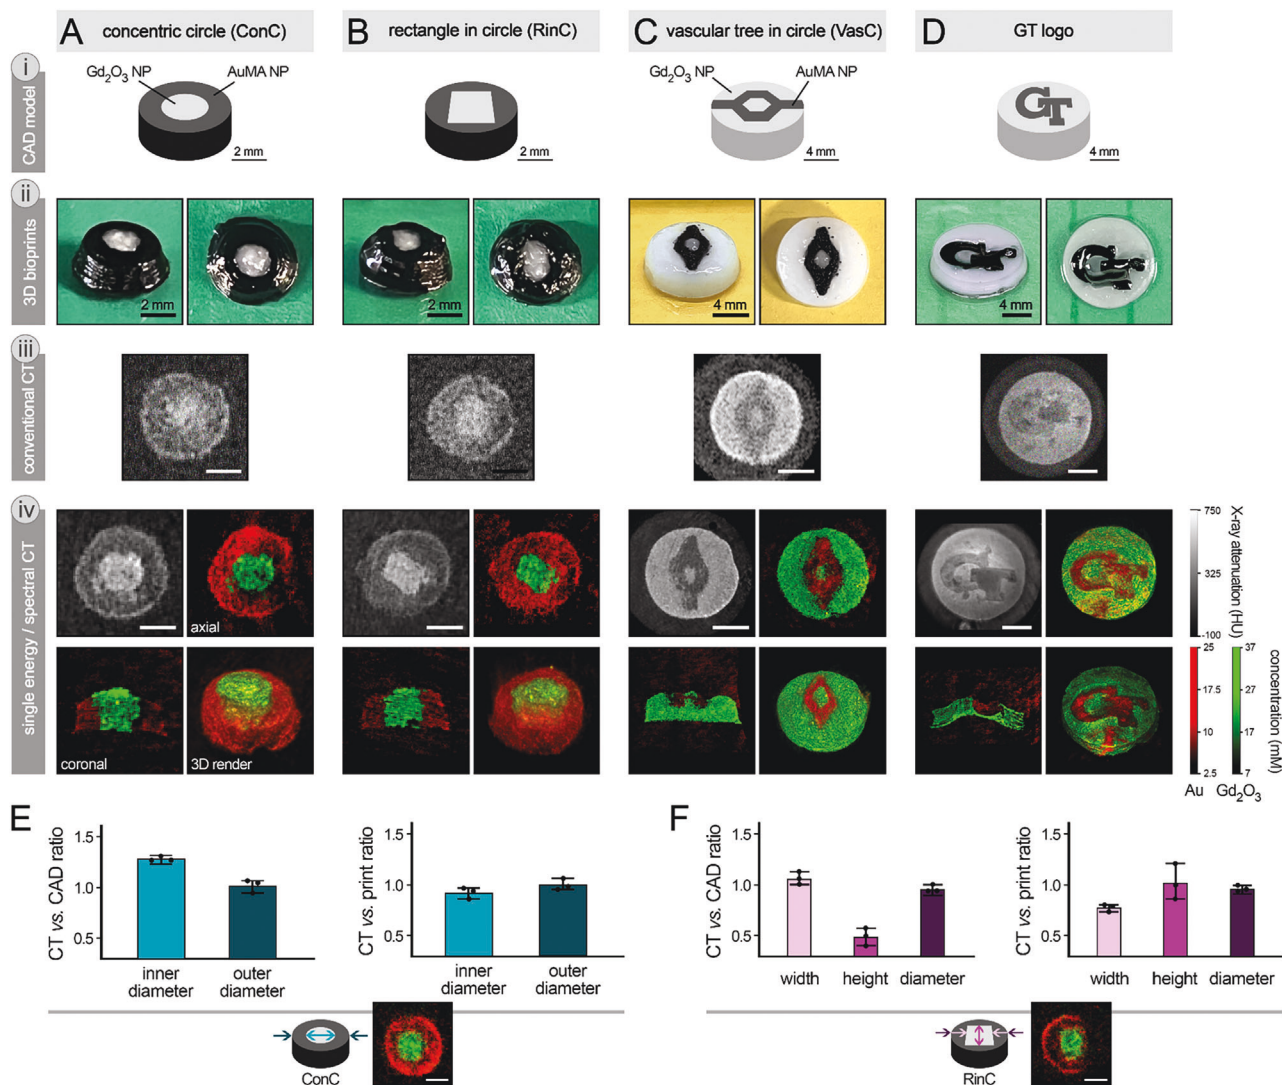 A concentric circle (ConC)
B rectangle in circle (RinC)
C vascular tree in circle (VasC)
D GT logo
i
CAD model
Gd₂O₃ NP
AuMA NP
2 mm
2 mm
Gd₂O₃ NP
AuMA NP
4 mm
GT
4 mm
ii
3D bioprints
2 mm
2 mm
4 mm
4 mm
iii
conventional CT
iv
single energy / spectral CT
axial
coronal
3D render
750
325
-100
X-ray attenuation (HU)
25
17.5
10
2.5
Au
37
27
17
7
Gd₂O₃
concentration (mM)
E
CT vs. CAD ratio
1.5
1.0
0.5
inner
diameter
outer
diameter
CT vs. print ratio
1.5
1.0
0.5
inner
diameter
outer
diameter
ConC
F
CT vs. CAD ratio
1.5
1.0
0.5
width
height
diameter
CT vs. print ratio
1.5
1.0
0.5
width
height
diameter
RinC